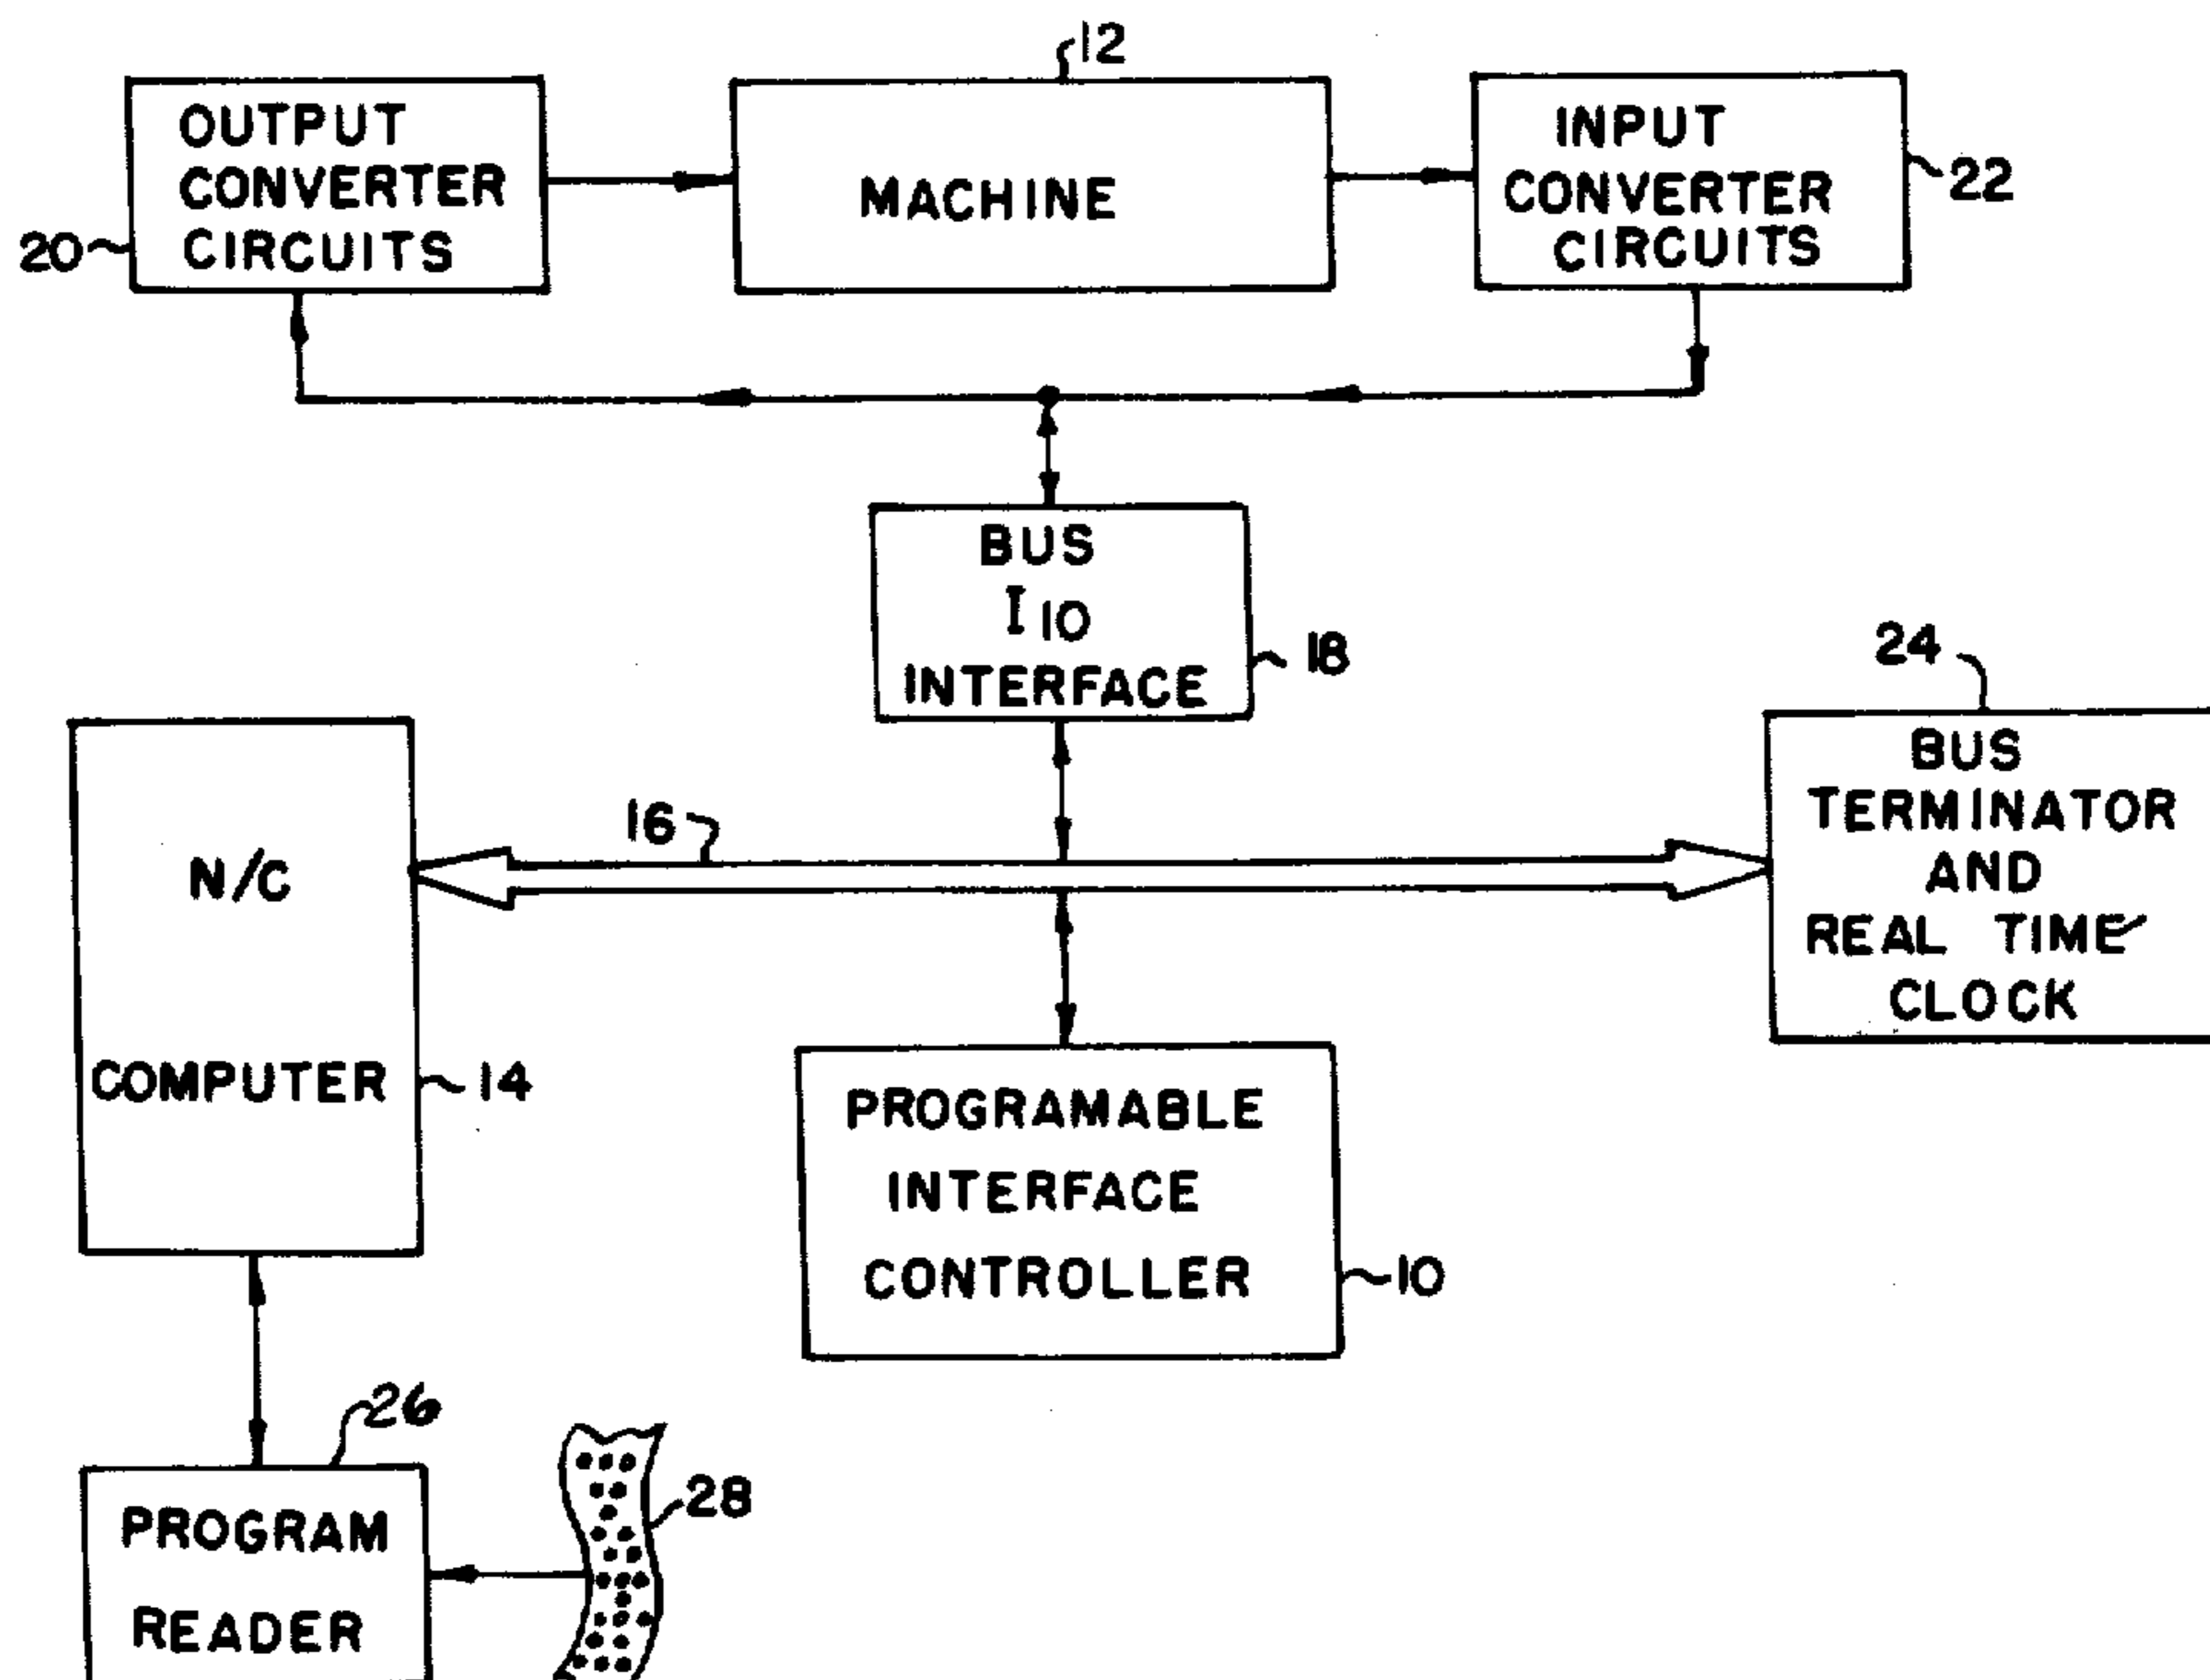 12
OUTPUT
CONVERTER
CIRCUITS
20
MACHINE
INPUT
CONVERTER
CIRCUITS
22
BUS
I10
INTERFACE
18
24
BUS
TERMINATOR
AND
REAL TIME
CLOCK
16
N/C
COMPUTER
14
PROGRAMABLE
INTERFACE
CONTROLLER
10
26
PROGRAM
READER
28